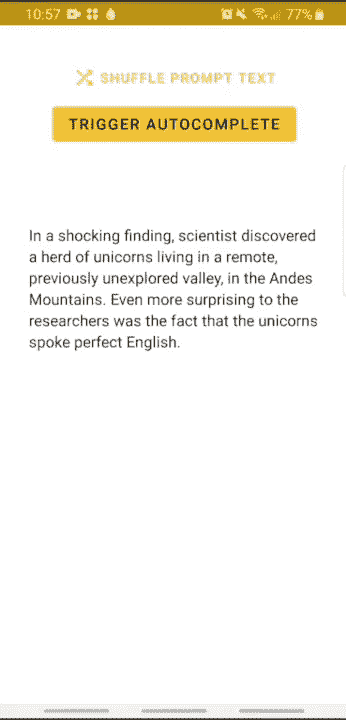 10:57 77%
SHUFFLE PROMPT TEXT
TRIGGER AUTOCOMPLETE
In a shocking finding, scientist discovered
a herd of unicorns living in a remote,
previously unexplored valley, in the Andes
Mountains. Even more surprising to the
researchers was the fact that the unicorns
spoke perfect English.